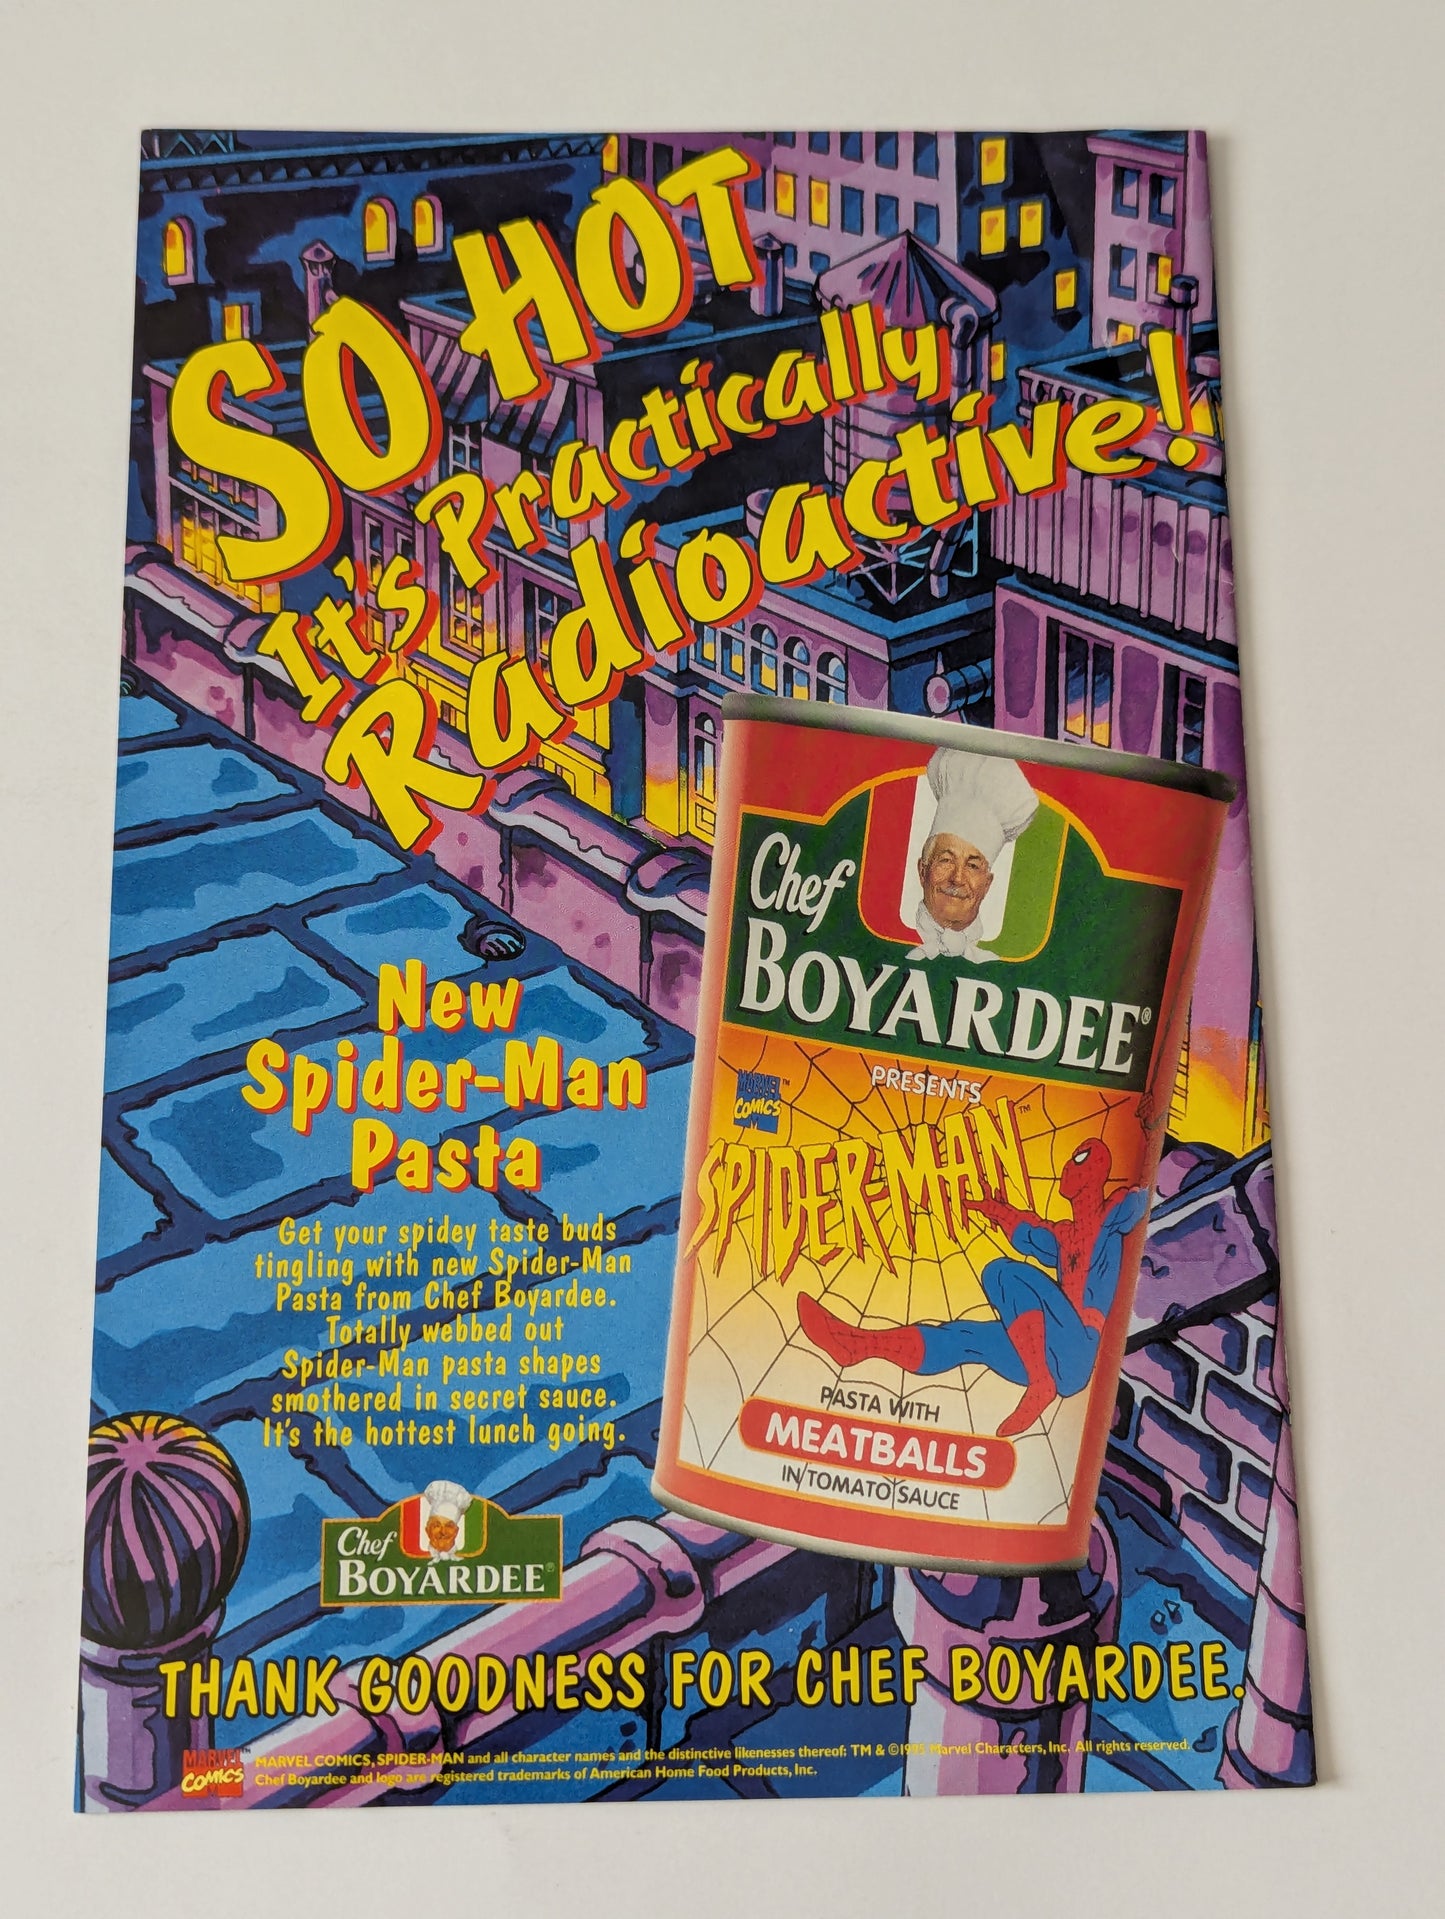 SO HOT
It's Practically
Radioactive!
Chef
BOYARDEE®
PRESENTS
MARVEL™
COMICS
SPIDER-MAN™
PASTA WITH
MEATBALLS
IN TOMATO SAUCE
New
Spider-Man
Pasta
Get your spidey taste buds
tingling with new Spider-Man
Pasta from Chef Boyardee.
Totally webbed out
Spider-Man pasta shapes
smothered in secret sauce.
It's the hottest lunch going.
Chef
BOYARDEE®
THANK GOODNESS FOR CHEF BOYARDEE.
MARVEL™
COMICS
MARVEL COMICS, SPIDER-MAN and all character names and the distinctive likenesses thereof: TM & ©1995 Marvel Characters, Inc. All rights reserved.
Chef Boyardee and logo are registered trademarks of American Home Food Products, Inc.